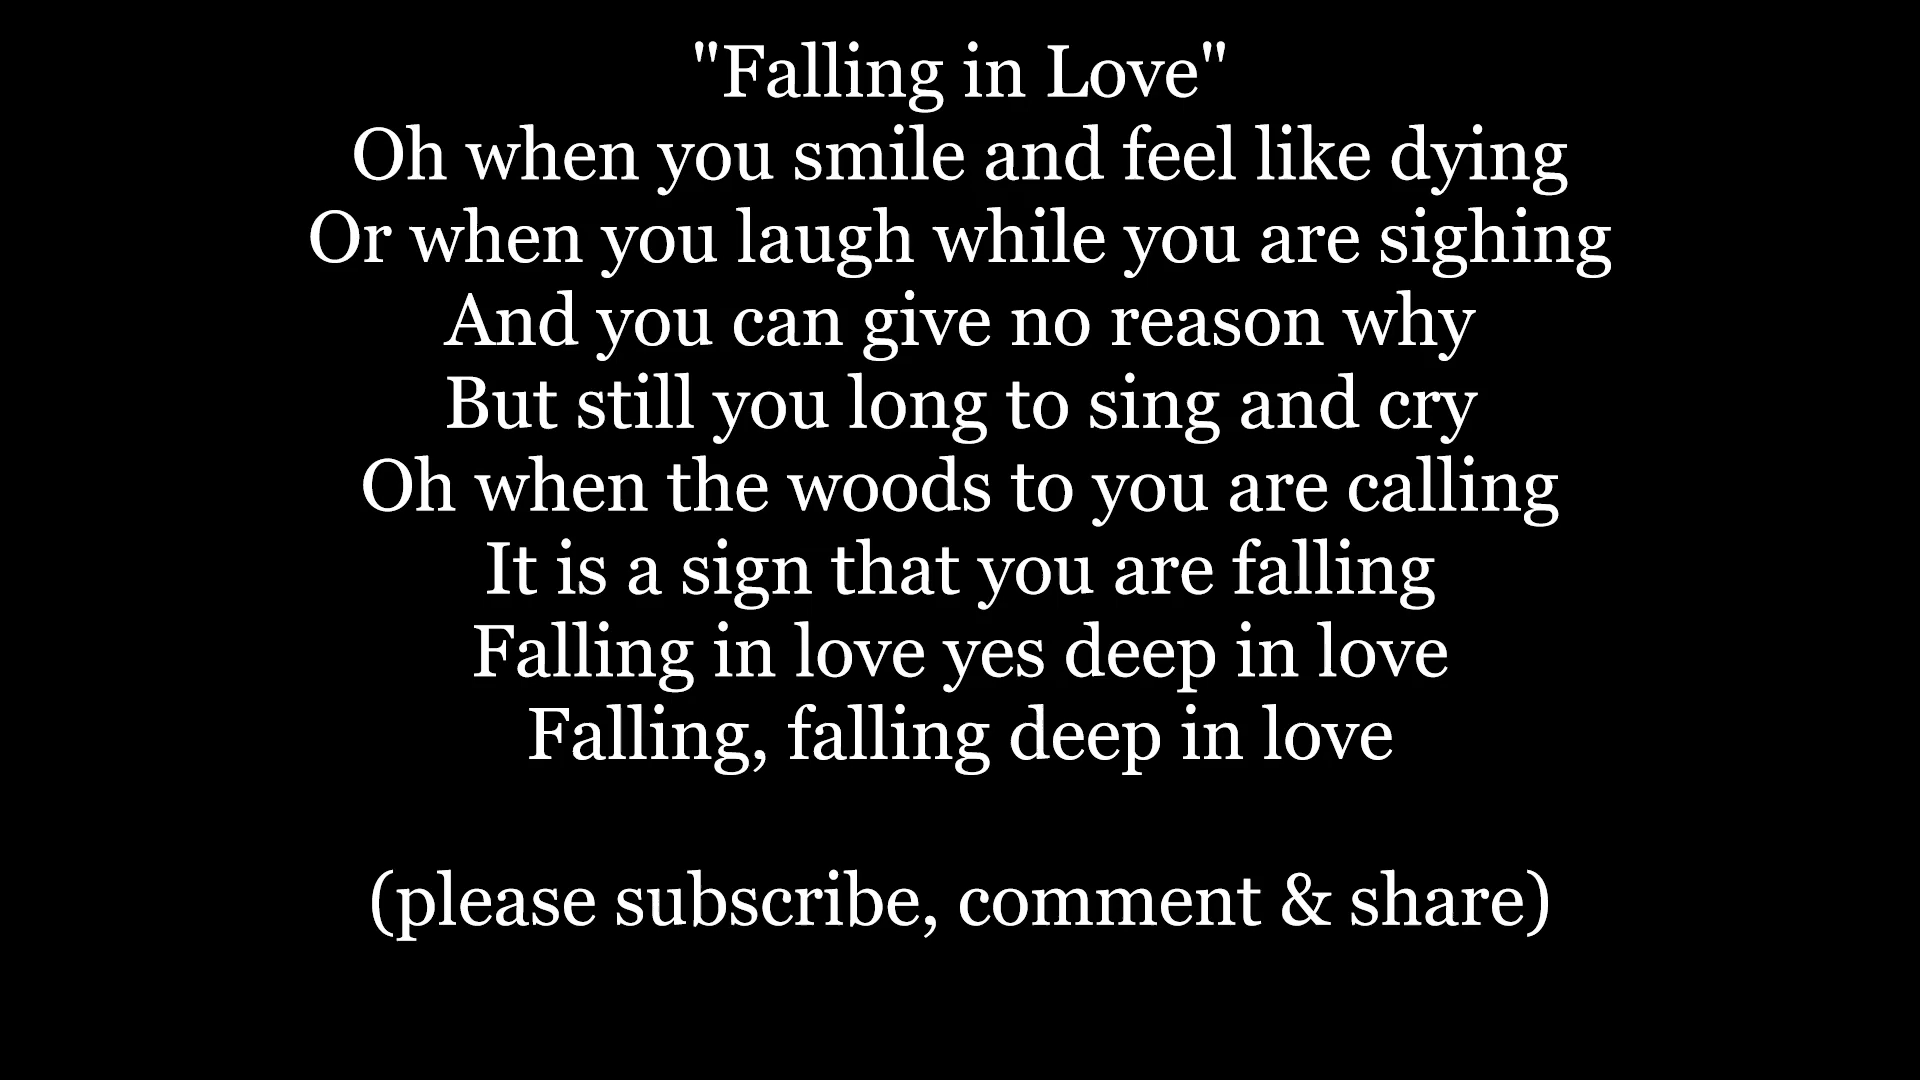 "Falling in Love"
Oh when you smile and feel like dying
Or when you laugh while you are sighing
And you can give no reason why
But still you long to sing and cry
Oh when the woods to you are calling
It is a sign that you are falling
Falling in love yes deep in love
Falling, falling deep in love
(please subscribe, comment & share)